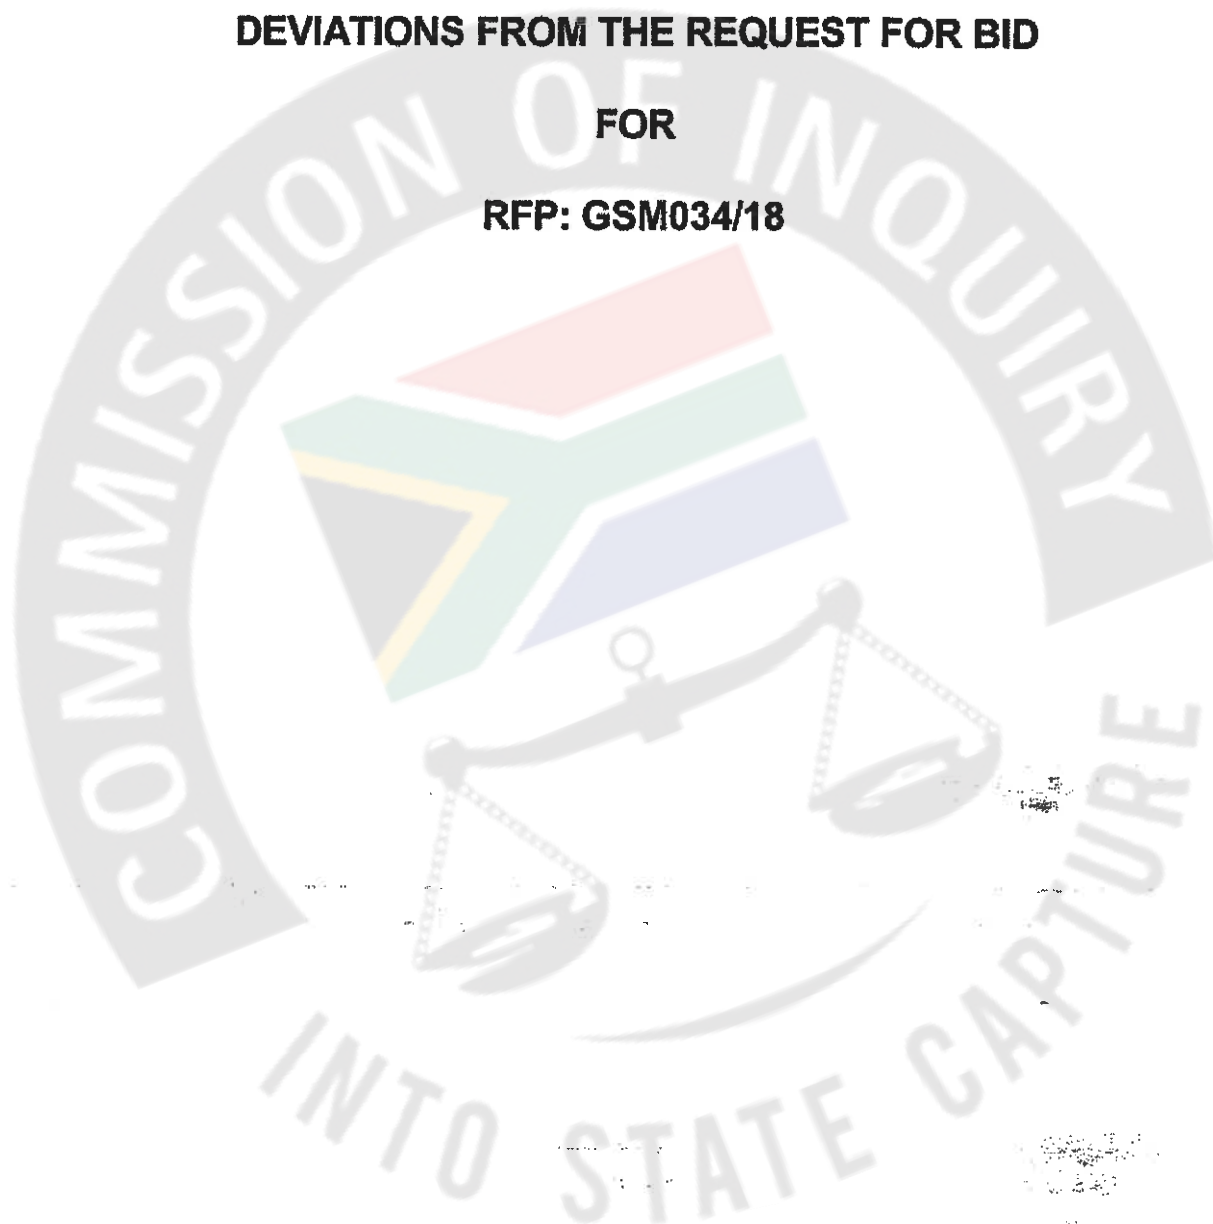 DEVIATIONS FROM THE REQUEST FOR BID
FOR
RFP: GSM034/18
COMMISSION OF INQUIRY
INTO STATE CAPTURE